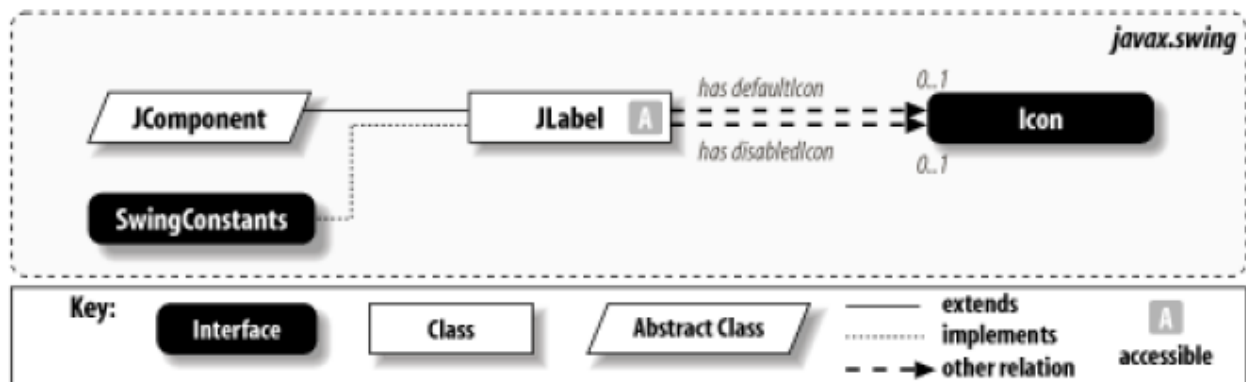 javax.swing
JComponent
JLabel A
has defaultIcon
0..1
Icon
has disabledIcon
0..1
SwingConstants
Key:
Interface
Class
Abstract Class
extends
implements
other relation
A
accessible